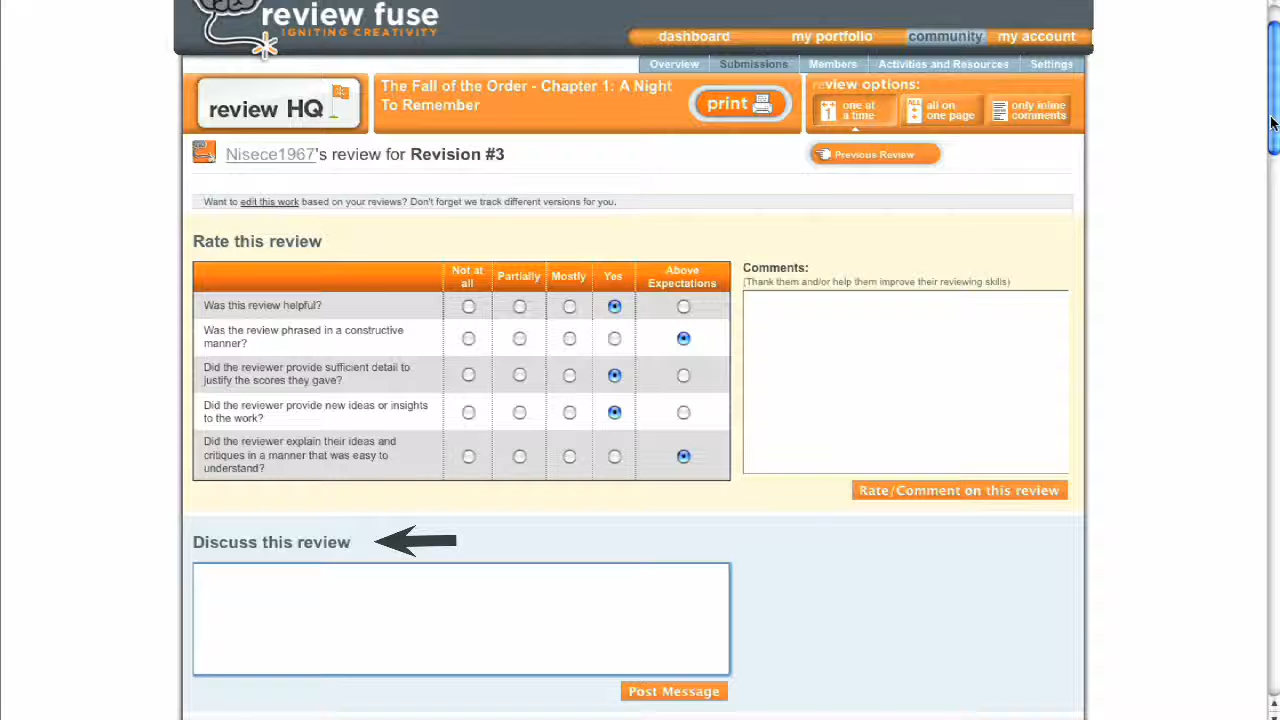 review fuse
IGNITING CREATIVITY
dashboard my portfolio community my account
Overview Submissions Members Activities and Resources Settings
review HQ
The Fall of the Order - Chapter 1: A Night
To Remember
print
review options:
1
one at
a time
ALL
all on
one page
only inline
comments
Nisece1967's review for Revision #3
Previous Review
Want to edit this work based on your reviews? Don't forget we track different versions for you.
Rate this review
Not at
all
Partially
Mostly
Yes
Above
Expectations
Was this review helpful?
Was the review phrased in a constructive
manner?
Did the reviewer provide sufficient detail to
justify the scores they gave?
Did the reviewer provide new ideas or insights
to the work?
Did the reviewer explain their ideas and
critiques in a manner that was easy to
understand?
Comments:
(Thank them and/or help them improve their reviewing skills)
Rate/Comment on this review
Discuss this review
Post Message